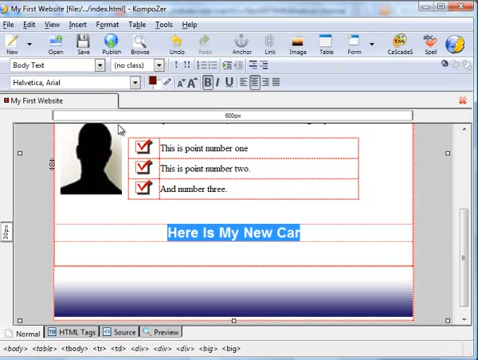 My First Website [file:/.../index.html] - KompoZer
File Edit View Insert Format Table Tools Help
New Open Save Publish Browse Undo Redo Anchor Link Image Table Form CaScadeS Spell
Body Text (no class) ! !!
Helvetica, Arial A A B I U
My First Website
600px
This is point number one
This is point number two.
And number three.
30px
Here Is My New Car
Normal HTML Tags Source Preview
<body> <table> <tbody> <tr> <td> <div> <div> <div> <big> <big>